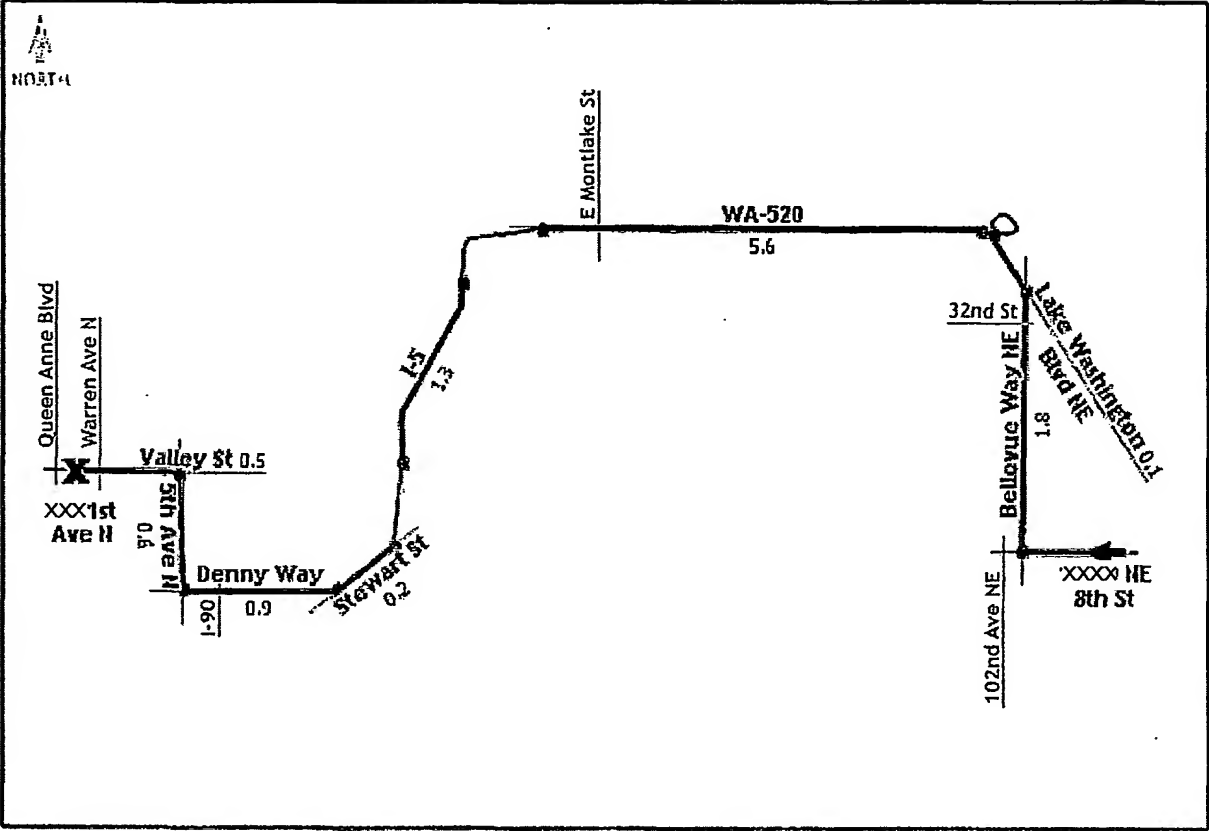 NORTH
E Montlake St
WA-520
5.6
Queen Anne Blvd
Warren Ave N
32nd St
Lake Washington 0.1
Blvd NE
I-5
1.3
Bellevue Way NE
1.8
Valley St 0.5
XXX1st
Ave N
5th Ave N
Denny Way
0.9
I-90
Stewart St
0.2
102nd Ave NE
XXXX NE
8th St